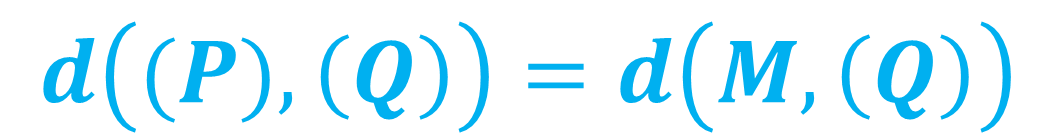 d((P), (Q)) = d(M, (Q))